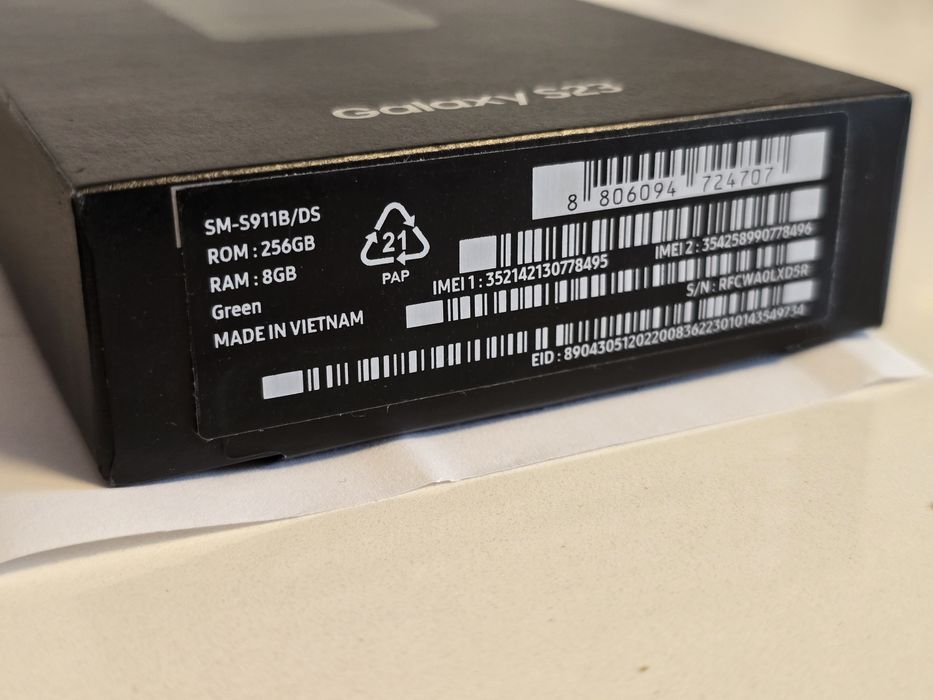 Galaxy S23
SM-S911B/DS
ROM : 256GB
RAM : 8GB
Green
MADE IN VIETNAM
21
PAP
8 806094 724707
IMEI 1 : 352142130778495
IMEI 2 : 354258990778496
S/N : RFCWA0LXD5R
EID : 89043051202200836223010143549734